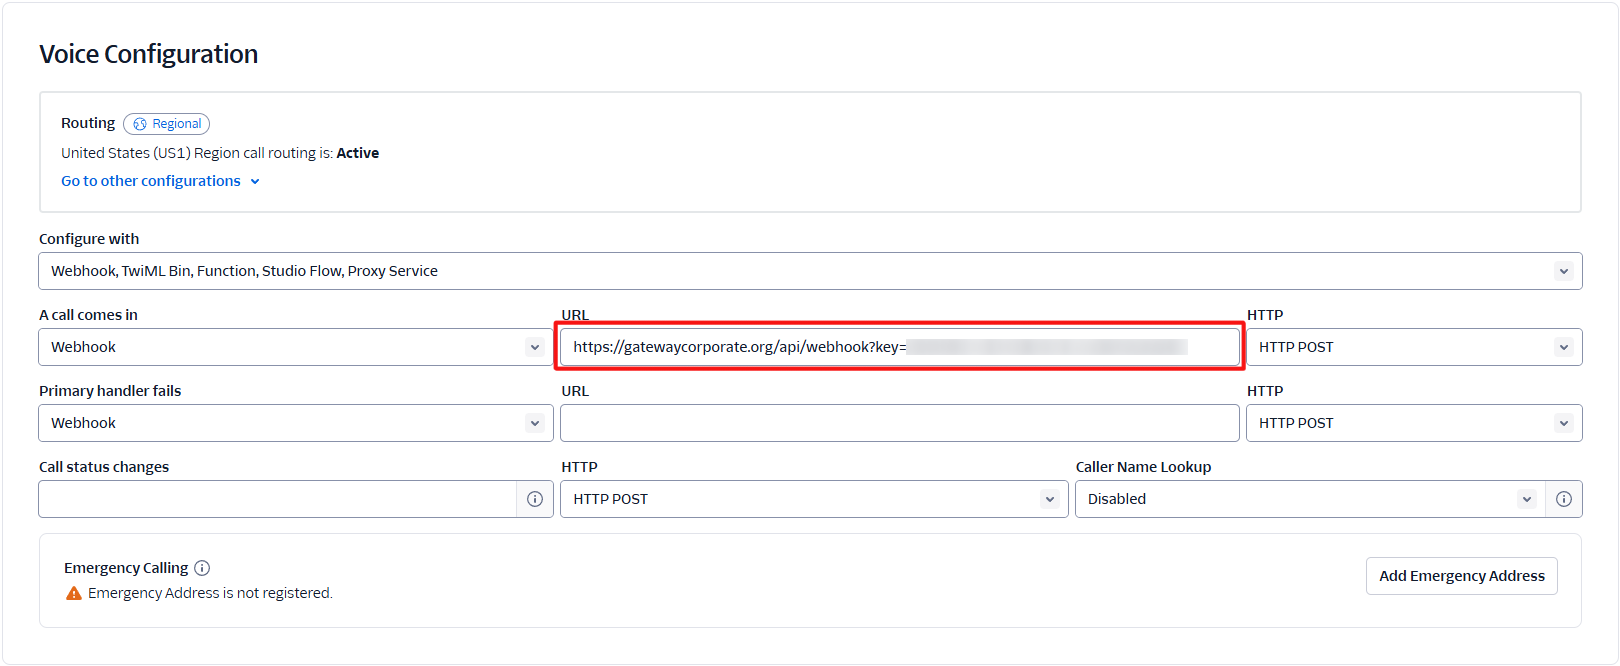 Voice Configuration
Routing Regional
United States (US1) Region call routing is: Active
Go to other configurations
Configure with
Webhook, TwiML Bin, Function, Studio Flow, Proxy Service
A call comes in URL HTTP
Webhook https://gatewaycorporate.org/api/webhook?key= HTTP POST
Primary handler fails URL HTTP
Webhook HTTP POST
Call status changes HTTP Caller Name Lookup
HTTP POST Disabled
Emergency Calling
Emergency Address is not registered.
Add Emergency Address